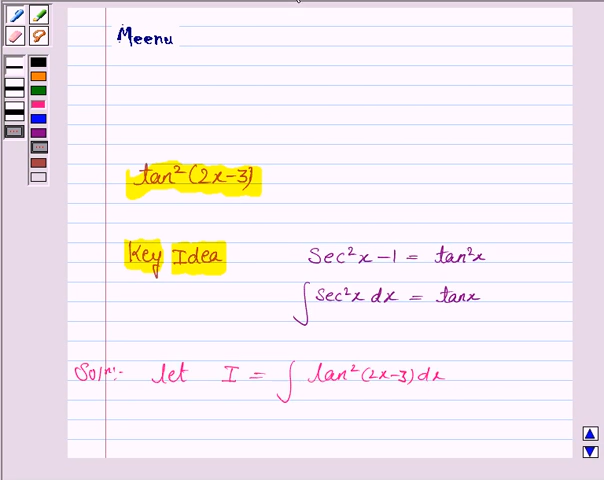 Meenu
tan²(2x-3)
Key Idea
sec²x-1 = tan²x
∫sec²x dx = tanx
Soln:- let I = ∫ tan²(2x-3)dx